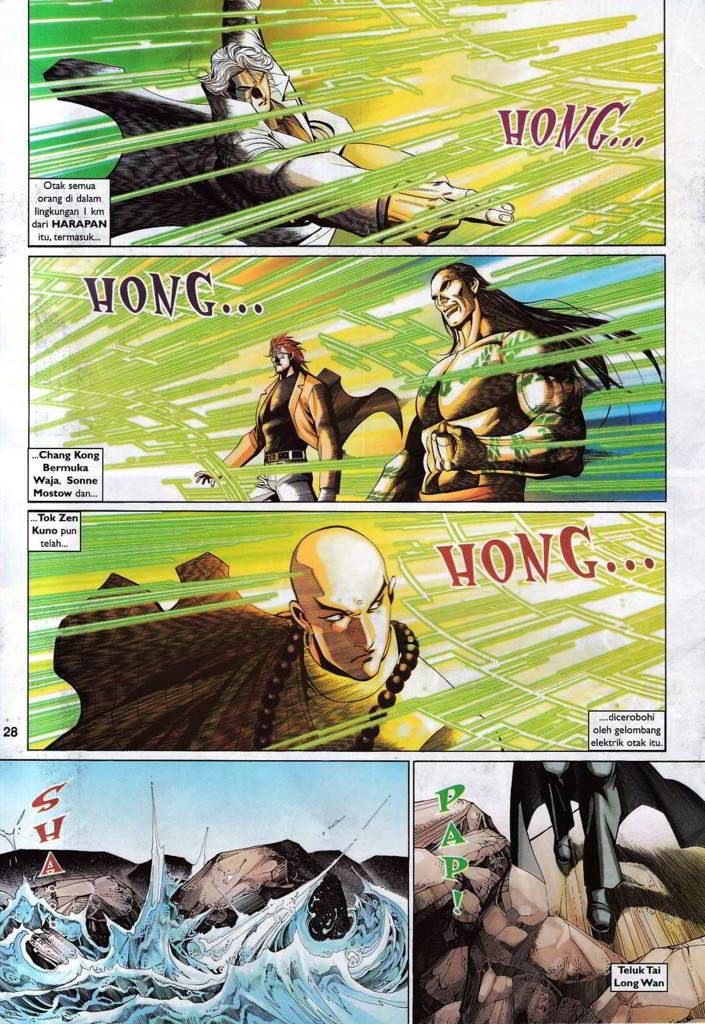 HONG...
Otak semua
orang di dalam
lingkungan 1 km
dari HARAPAN
itu, termasuk...
HONG...
...Chang Kong
Bermuka
Waja, Sonne
Mostow dan...
...Tok Zen
Kuno pun
telah...
HONG...
....dicerobohi
oleh gelombang
elektrik otak itu.
28
SHA
PAP!
Teluk Tai
Long Wan